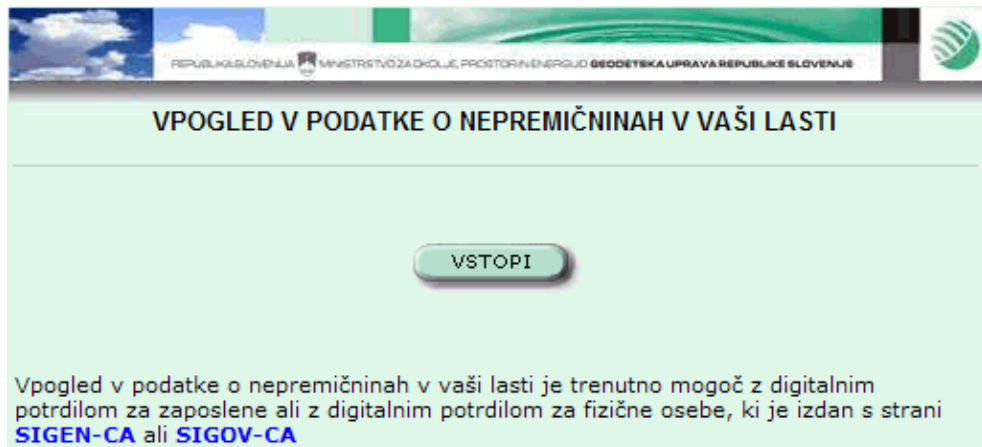 REPUBLIKA SLOVENIJA MINISTRSTVO ZA OKOLJE, PROSTOR IN ENERGIJO GEODETSKA UPRAVA REPUBLIKE SLOVENIJE
VPOGLED V PODATKE O NEPREMIČNINAH V VAŠI LASTI
VSTOPI
Vpogled v podatke o nepremičninah v vaši lasti je trenutno mogoč z digitalnim
potrdilom za zaposlene ali z digitalnim potrdilom za fizične osebe, ki je izdan s strani
SIGEN-CA ali SIGOV-CA